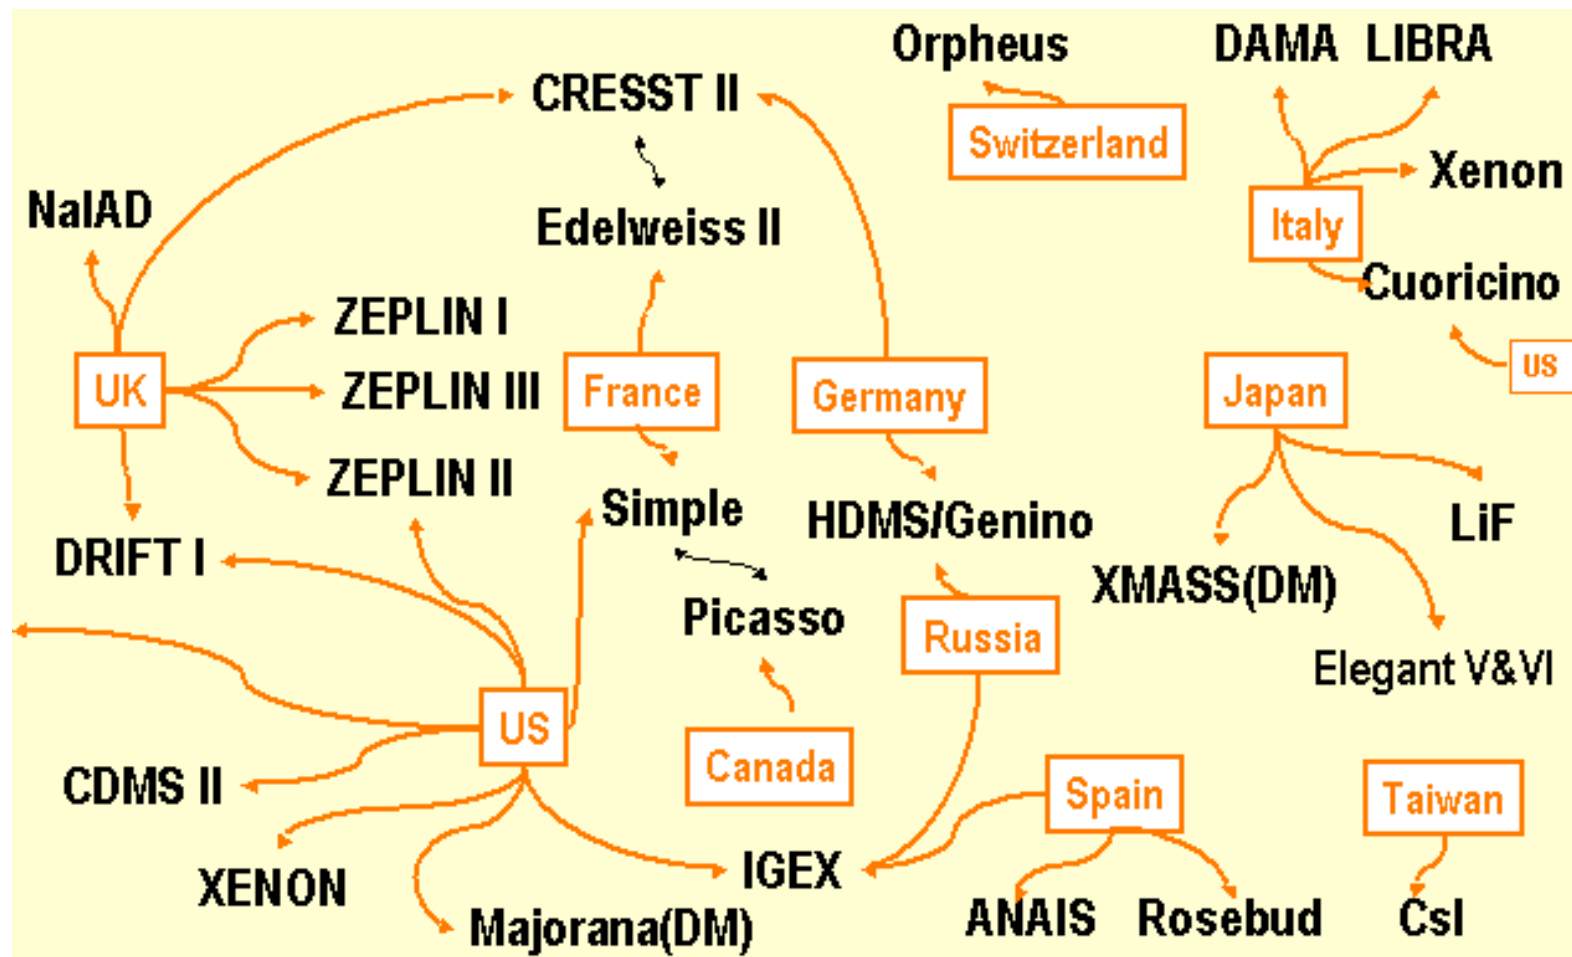 Orpheus
DAMA LIBRA
CRESST II
Switzerland
Xenon
NaIAD
Edelweiss II
Italy
Cuoricino
ZEPLIN I
US
UK
ZEPLIN III
France
Germany
Japan
ZEPLIN II
Simple
HDMS/Genino
LiF
DRIFT I
XMASS(DM)
Picasso
Russia
Elegant V&VI
US
CDMS II
Canada
Spain
Taiwan
XENON
IGEX
Majorana(DM)
ANAIS
Rosebud
CsI